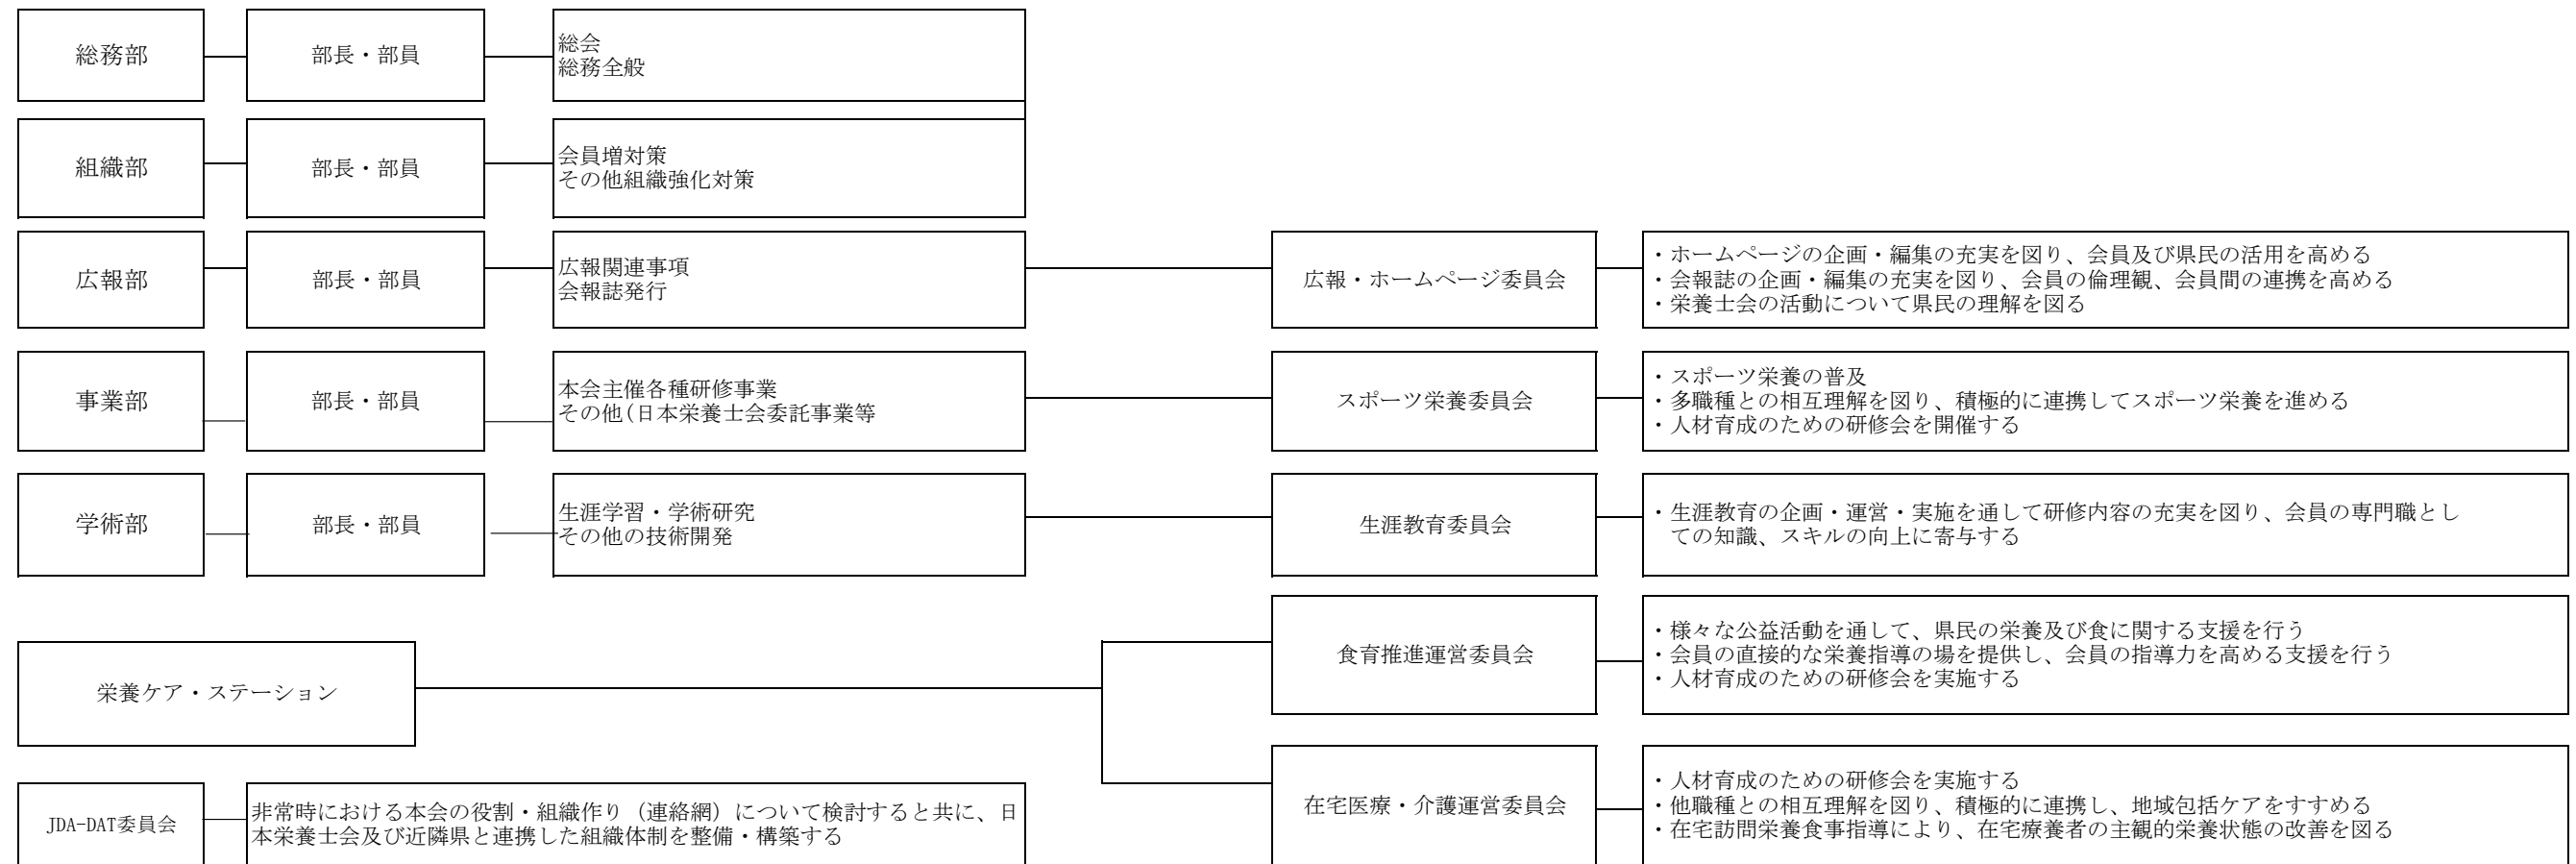 総務部
部長・部員
総会
総務全般
組織部
部長・部員
会員増対策
その他組織強化対策
広報部
部長・部員
広報関連事項
会報誌発行
広報・ホームページ委員会
・ホームページの企画・編集の充実を図り、会員及び県民の活用を高める
・会報誌の企画・編集の充実を図り、会員の倫理観、会員間の連携を高める
・栄養士会の活動について県民の理解を図る
事業部
部長・部員
本会主催各種研修事業
その他(日本栄養士会委託事業等
スポーツ栄養委員会
・スポーツ栄養の普及
・多職種との相互理解を図り、積極的に連携してスポーツ栄養を進める
・人材育成のための研修会を開催する
学術部
部長・部員
生涯学習・学術研究
その他の技術開発
生涯教育委員会
・生涯教育の企画・運営・実施を通して研修内容の充実を図り、会員の専門職とし
ての知識、スキルの向上に寄与する
栄養ケア・ステーション
食育推進運営委員会
・様々な公益活動を通して、県民の栄養及び食に関する支援を行う
・会員の直接的な栄養指導の場を提供し、会員の指導力を高める支援を行う
・人材育成のための研修会を実施する
在宅医療・介護運営委員会
・人材育成のための研修会を実施する
・他職種との相互理解を図り、積極的に連携し、地域包括ケアをすすめる
・在宅訪問栄養食事指導により、在宅療養者の主観的栄養状態の改善を図る
JDA-DAT委員会
非常時における本会の役割・組織作り（連絡網）について検討すると共に、日
本栄養士会及び近隣県と連携した組織体制を整備・構築する